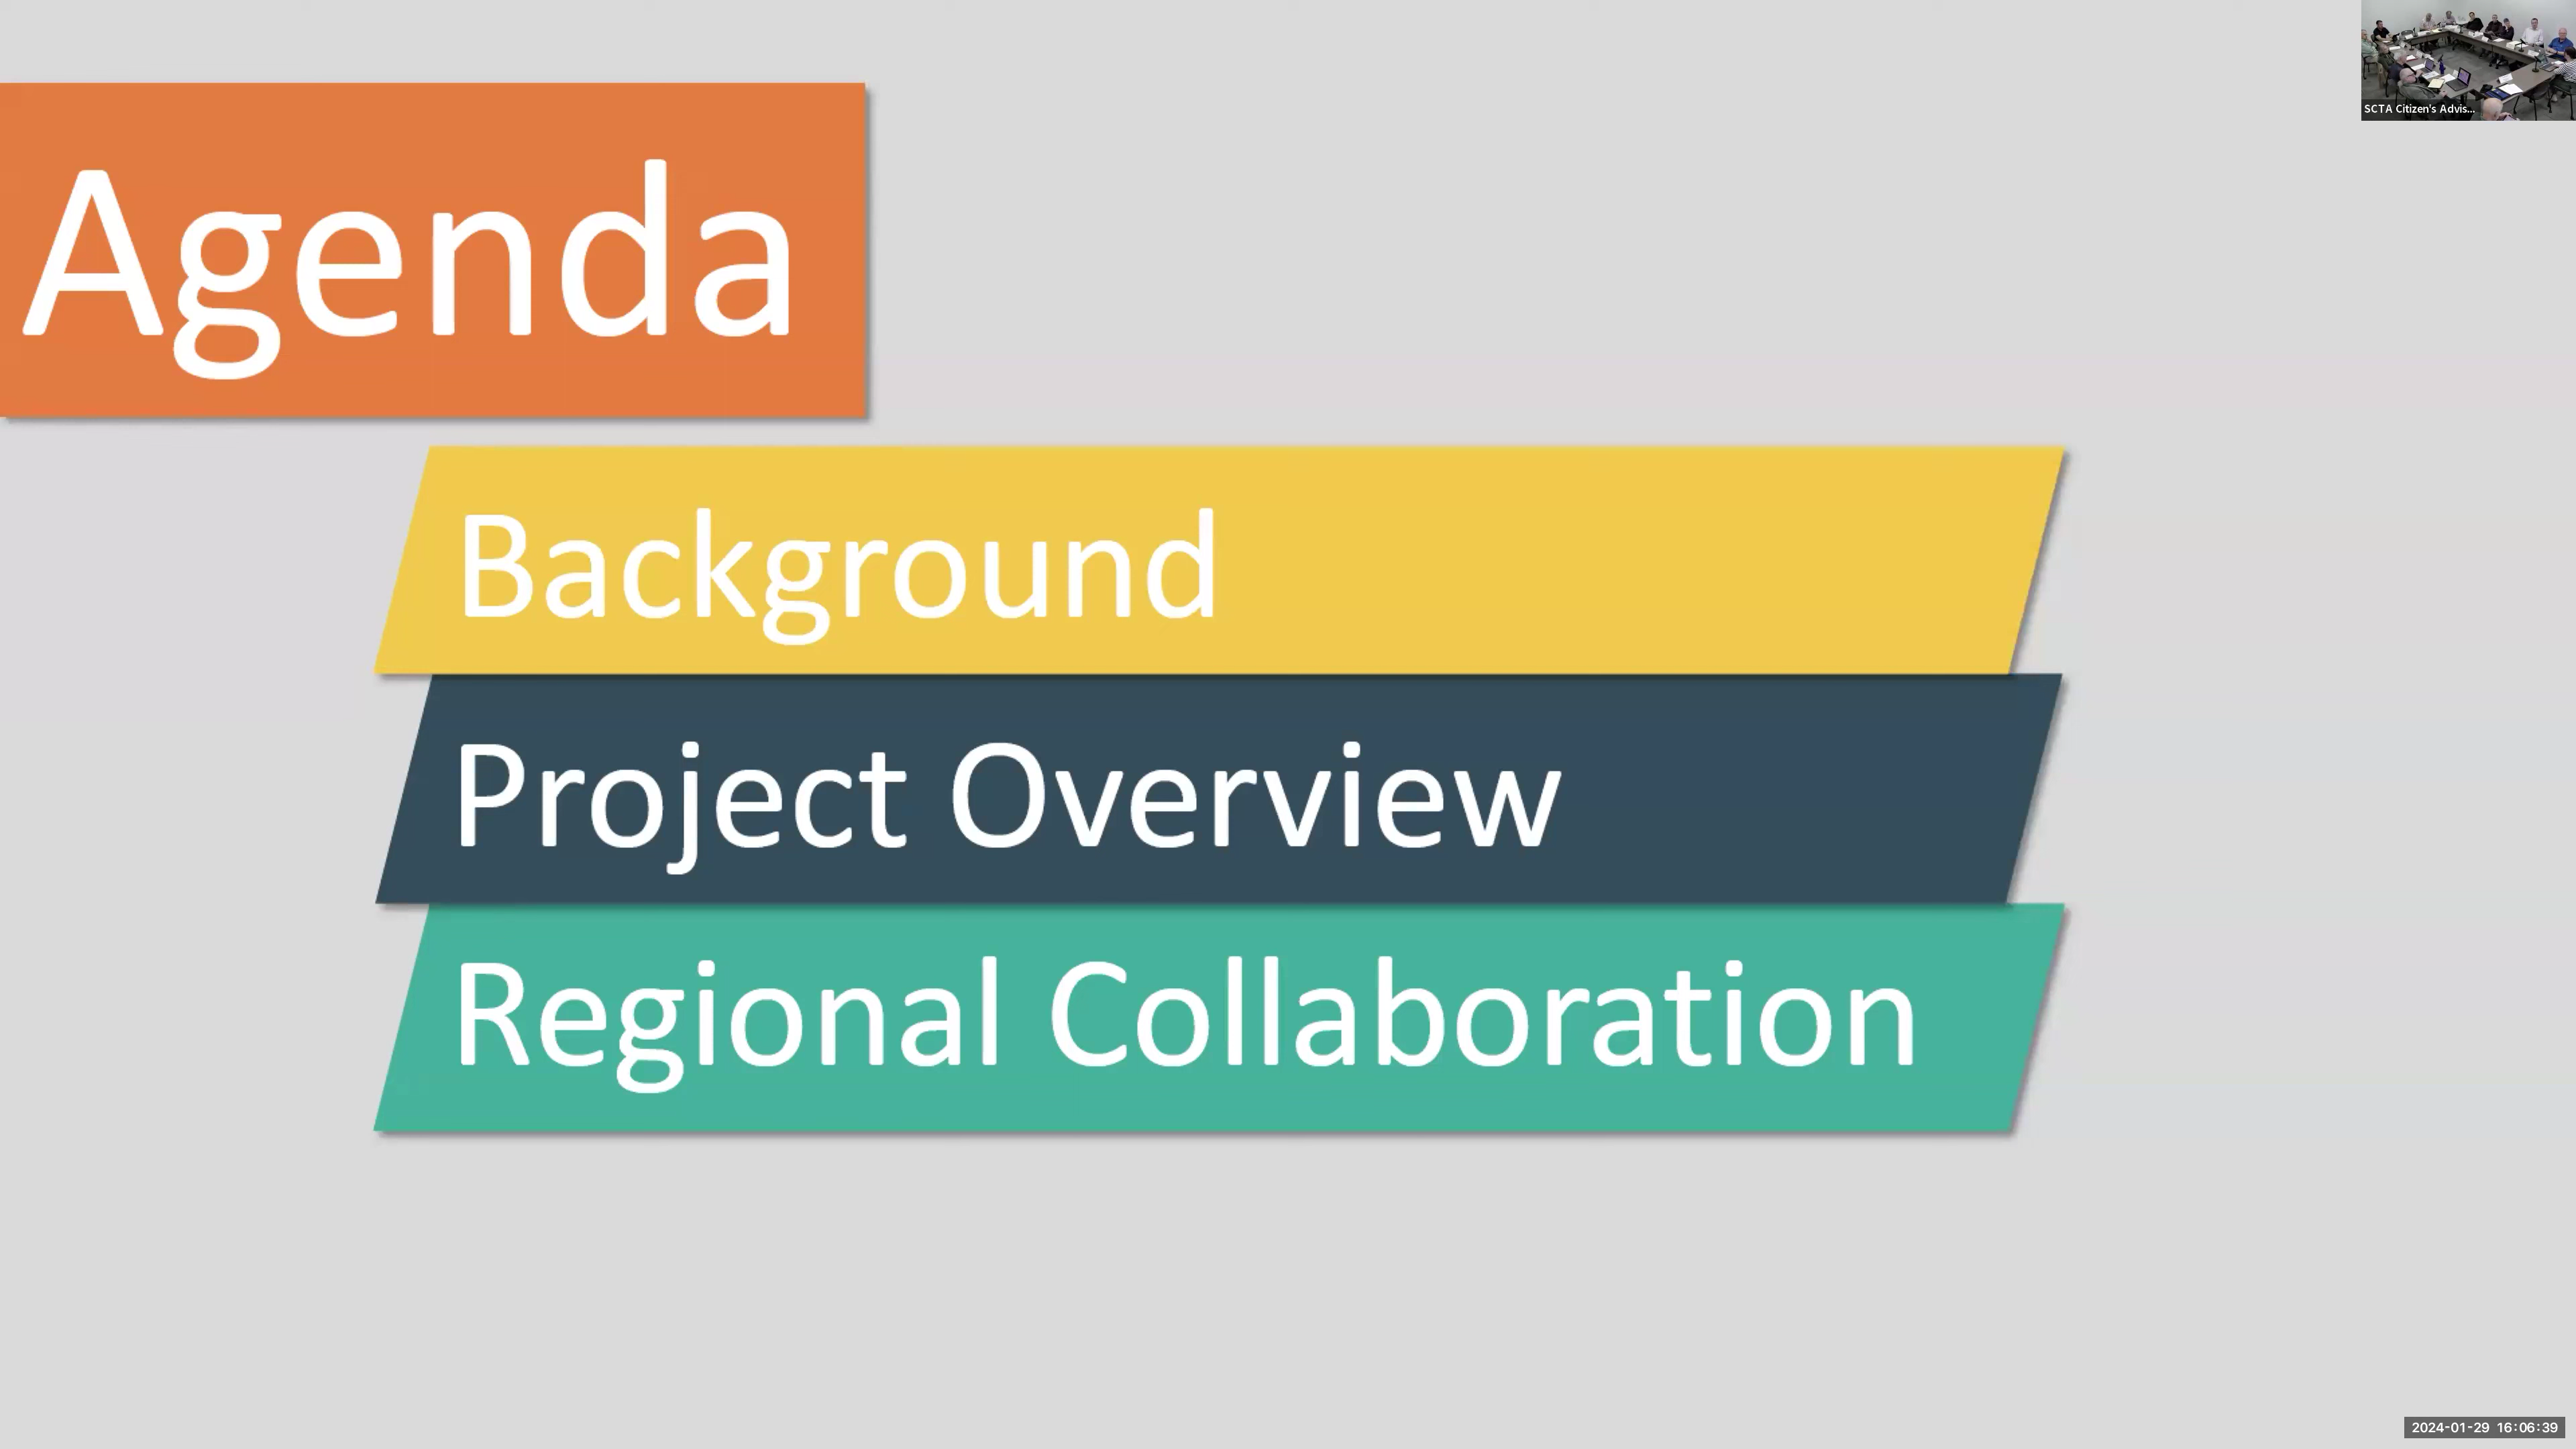 Agenda
SCTA Citizen's Advis...
Background
Project Overview
Regional Collaboration
2024-01-29 16:06:39